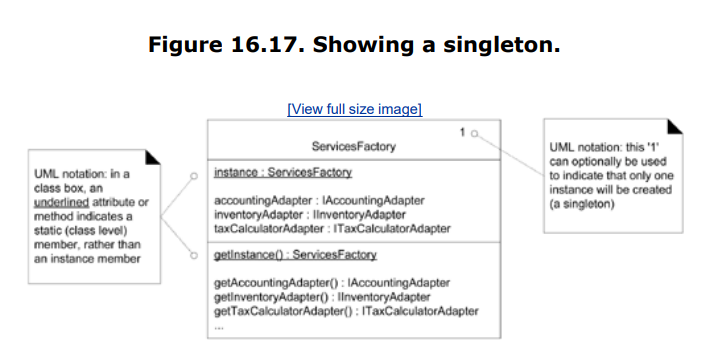 Figure 16.17. Showing a singleton.
[View full size image]
UML notation: in a
class box, an
underlined attribute or
method indicates a
static (class level)
member, rather than
an instance member
1
ServicesFactory
instance : ServicesFactory
accountingAdapter : IAccountingAdapter
inventoryAdapter : IInventoryAdapter
taxCalculatorAdapter : ITaxCalculatorAdapter
getInstance() : ServicesFactory
getAccountingAdapter() : IAccountingAdapter
getInventoryAdapter() : IInventoryAdapter
getTaxCalculatorAdapter() : ITaxCalculatorAdapter
...
UML notation: this '1'
can optionally be used
to indicate that only one
instance will be created
(a singleton)